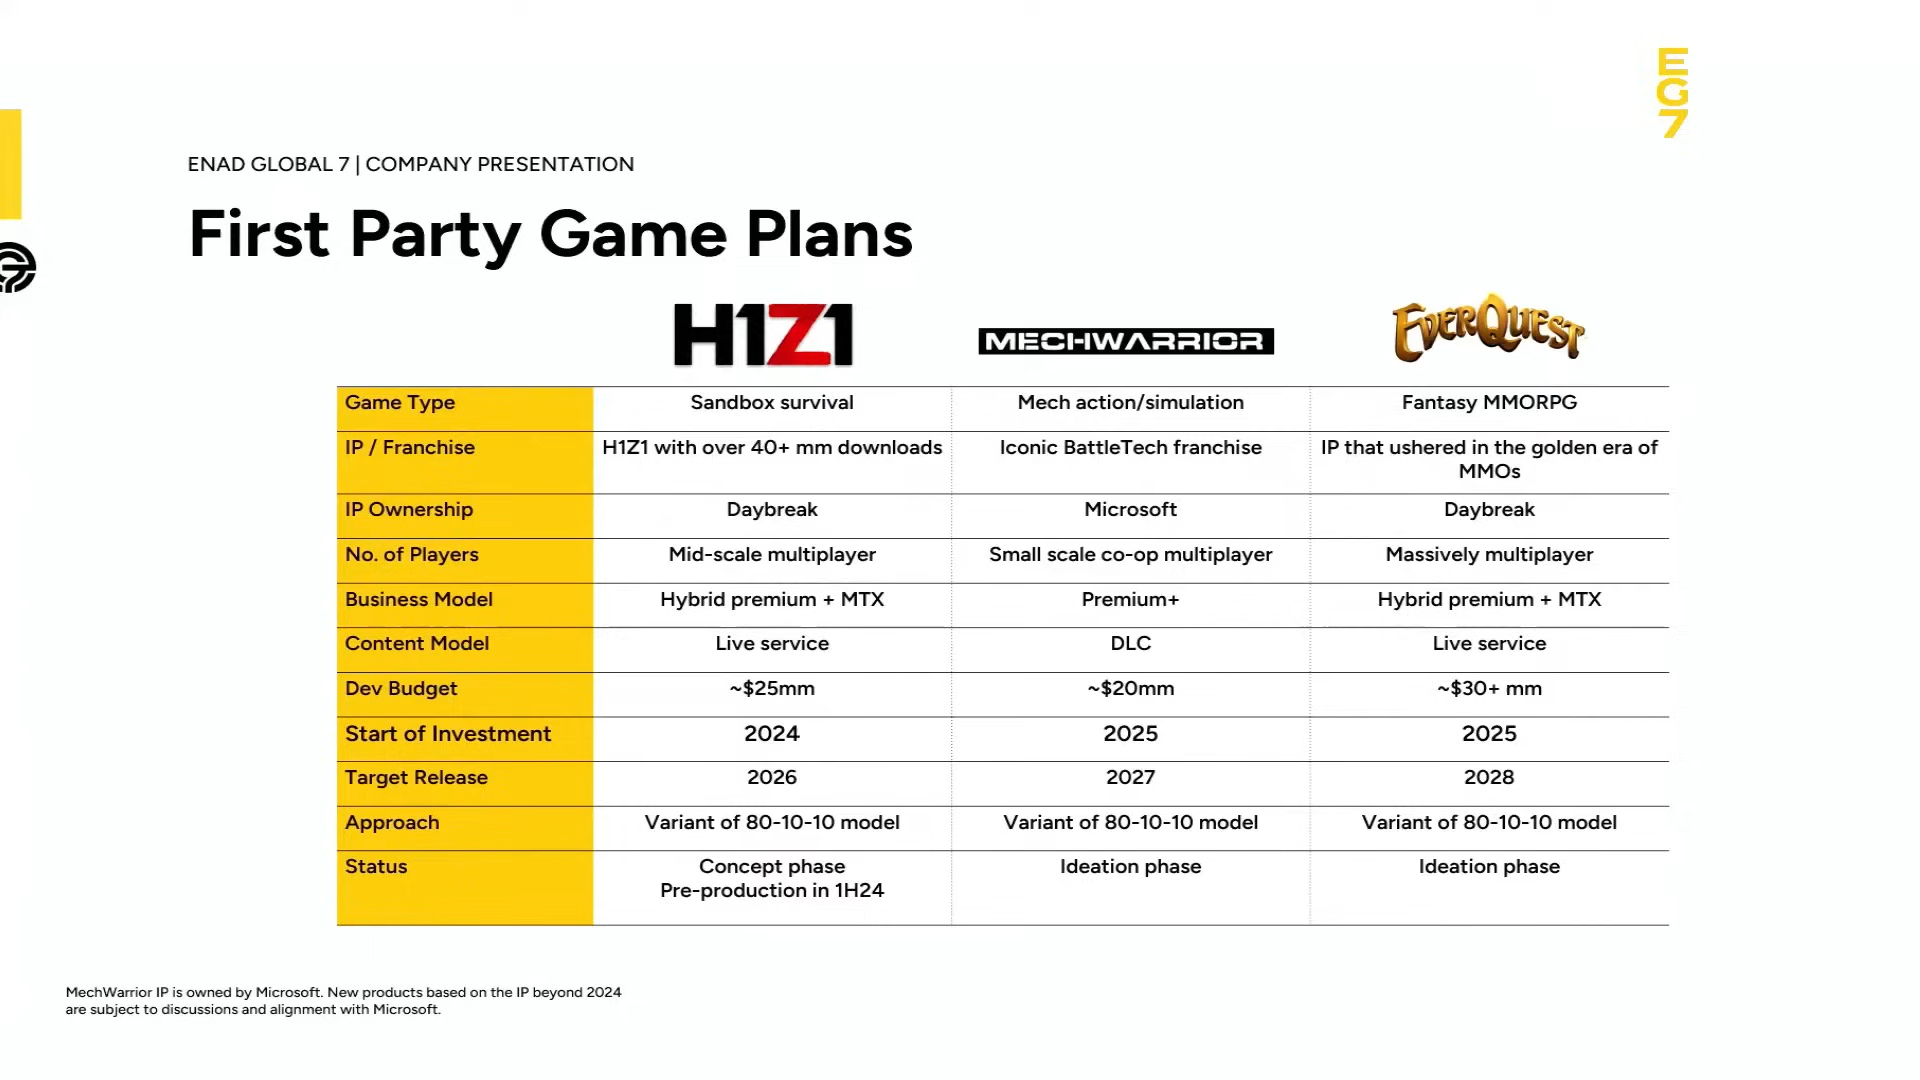 EG7
ENAD GLOBAL 7 | COMPANY PRESENTATION
First Party Game Plans
H1Z1 MECHWARRIOR EVERQUEST
Game Type Sandbox survival Mech action/simulation Fantasy MMORPG
IP / Franchise H1Z1 with over 40+ mm downloads Iconic BattleTech franchise IP that ushered in the golden era of
MMOs
IP Ownership Daybreak Microsoft Daybreak
No. of Players Mid-scale multiplayer Small scale co-op multiplayer Massively multiplayer
Business Model Hybrid premium + MTX Premium+ Hybrid premium + MTX
Content Model Live service DLC Live service
Dev Budget ~$25mm ~$20mm ~$30+ mm
Start of Investment 2024 2025 2025
Target Release 2026 2027 2028
Approach Variant of 80-10-10 model Variant of 80-10-10 model Variant of 80-10-10 model
Status Concept phase Ideation phase Ideation phase
Pre-production in 1H24
MechWarrior IP is owned by Microsoft. New products based on the IP beyond 2024
are subject to discussions and alignment with Microsoft.